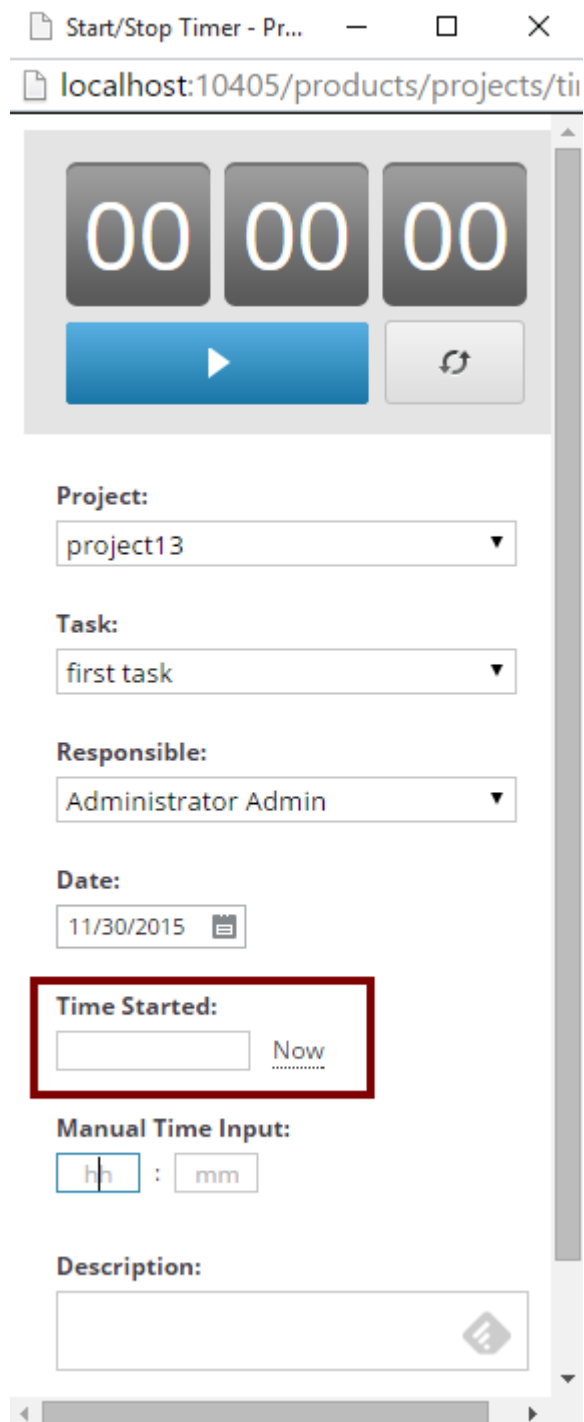 Start/Stop Timer - Pr...
localhost:10405/products/projects/ti
00 00 00
Project:
project13
Task:
first task
Responsible:
Administrator Admin
Date:
11/30/2015
Time Started:
Now
Manual Time Input:
hh : mm
Description: